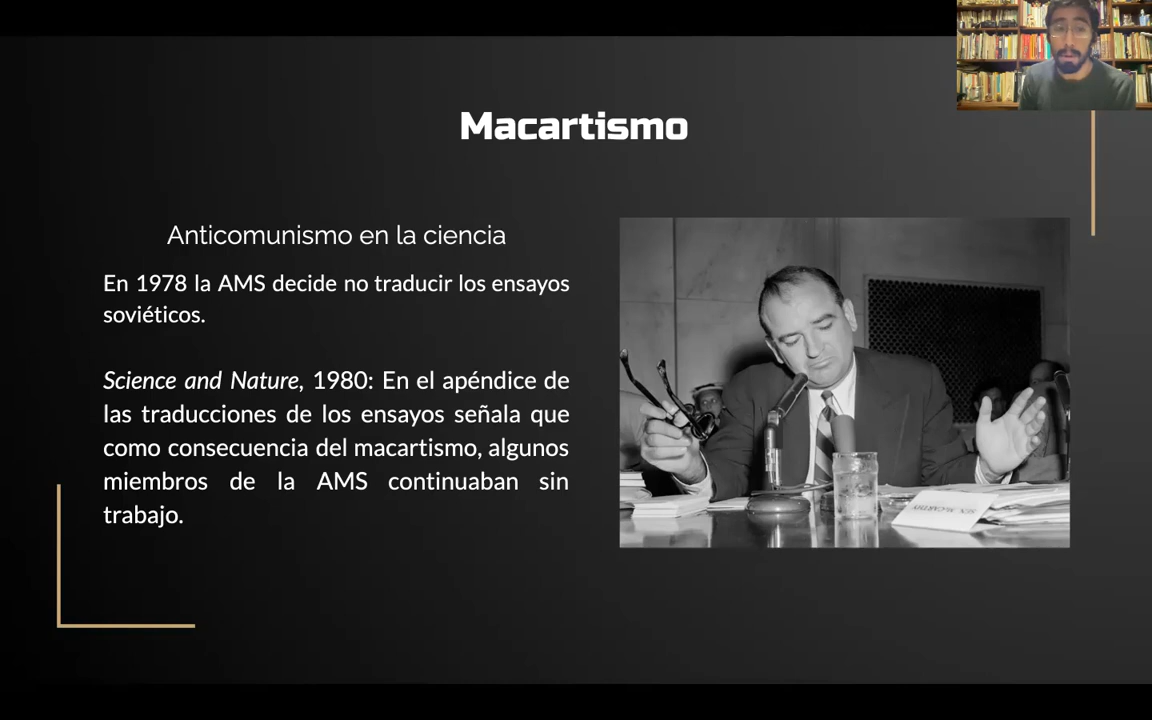 Macartismo
Anticomunismo en la ciencia
En 1978 la AMS decide no traducir los ensayos
soviéticos.
Science and Nature, 1980: En el apéndice de
las traducciones de los ensayos señala que
como consecuencia del macartismo, algunos
miembros de la AMS continuaban sin
trabajo.
SEN. McCARTHY